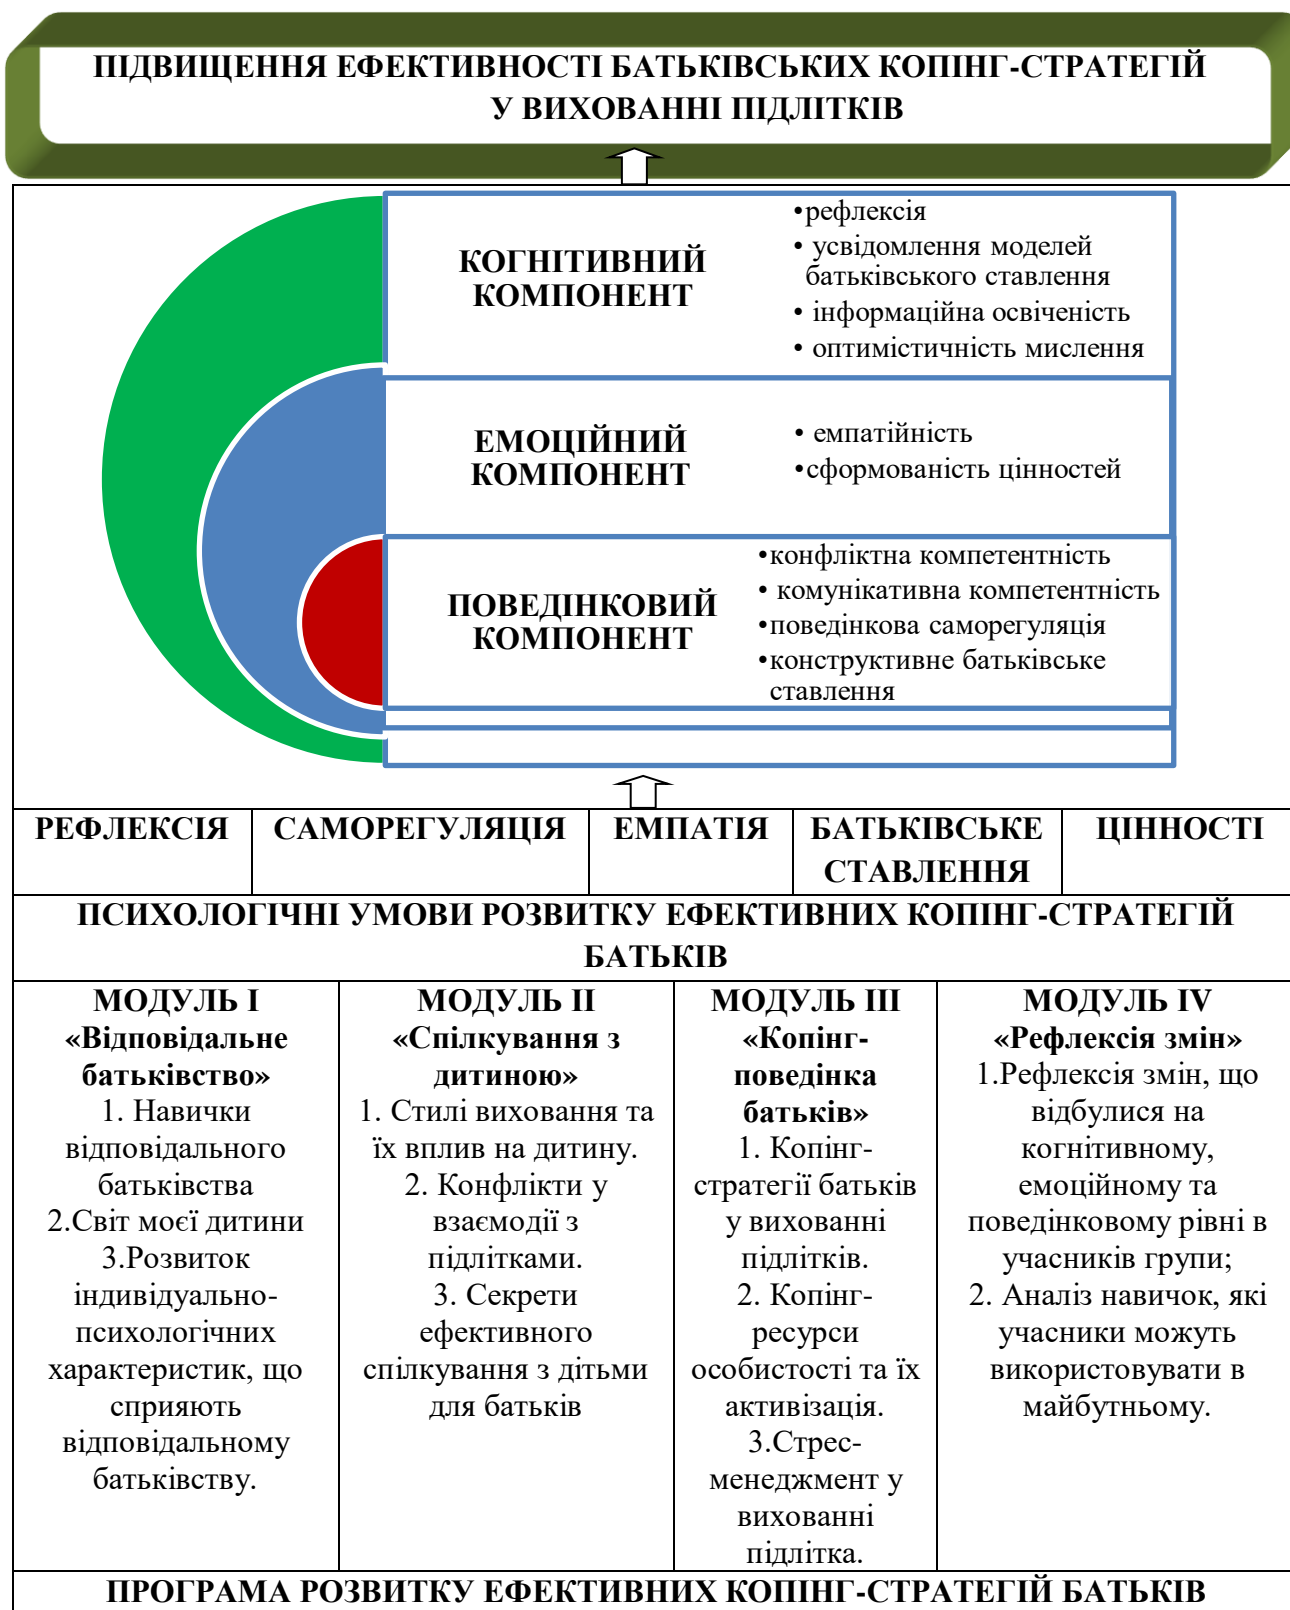 ПІДВИЩЕННЯ ЕФЕКТИВНОСТІ БАТЬКІВСЬКИХ КОПІНГ-СТРАТЕГІЙ
У ВИХОВАННІ ПІДЛІТКІВ
КОГНІТИВНИЙ
КОМПОНЕНТ
•рефлексія
• усвідомлення моделей
батьківського ставлення
• інформаційна освіченість
• оптимістичність мислення
ЕМОЦІЙНИЙ
КОМПОНЕНТ
• емпатійність
•сформованість цінностей
ПОВЕДІНКОВИЙ
КОМПОНЕНТ
•конфліктна компетентність
• комунікативна компетентність
•поведінкова саморегуляція
•конструктивне батьківське
ставлення
РЕФЛЕКСІЯ
САМОРЕГУЛЯЦІЯ
ЕМПАТІЯ
БАТЬКІВСЬКЕ
СТАВЛЕННЯ
ЦІННОСТІ
ПСИХОЛОГІЧНІ УМОВИ РОЗВИТКУ ЕФЕКТИВНИХ КОПІНГ-СТРАТЕГІЙ
БАТЬКІВ
МОДУЛЬ І
«Відповідальне
батьківство»
1. Навички
відповідального
батьківства
2.Світ моєї дитини
3.Розвиток
індивідуально-
психологічних
характеристик, що
сприяють
відповідальному
батьківству.
МОДУЛЬ ІІ
«Спілкування з
дитиною»
1. Стилі виховання та
їх вплив на дитину.
2. Конфлікти у
взаємодії з
підлітками.
3. Секрети
ефективного
спілкування з дітьми
для батьків
МОДУЛЬ ІІІ
«Копінг-
поведінка
батьків»
1. Копінг-
стратегії батьків
у вихованні
підлітків.
2. Копінг-
ресурси
особистості та їх
активізація.
3.Стрес-
менеджмент у
вихованні
підлітка.
МОДУЛЬ IV
«Рефлексія змін»
1.Рефлексія змін, що
відбулися на
когнітивному,
емоційному та
поведінковому рівні в
учасників групи;
2. Аналіз навичок, які
учасники можуть
використовувати в
майбутньому.
ПРОГРАМА РОЗВИТКУ ЕФЕКТИВНИХ КОПІНГ-СТРАТЕГІЙ БАТЬКІВ